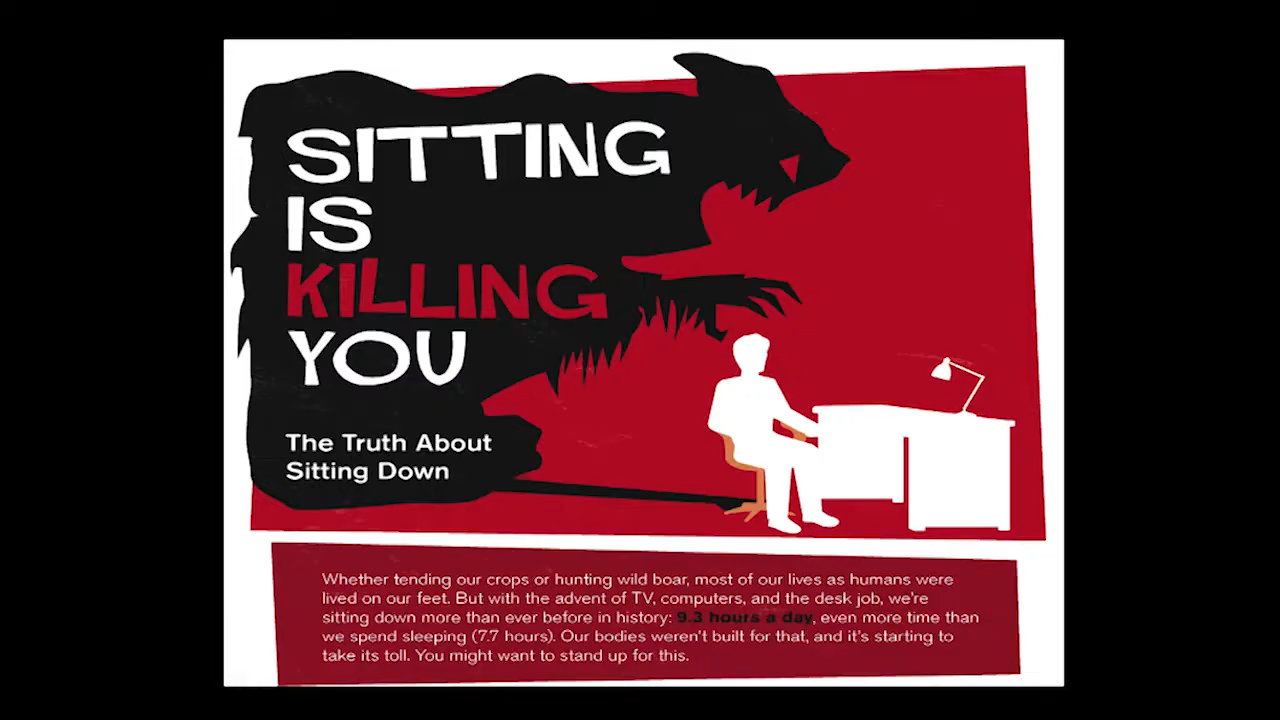 SITTING
IS
KILLING
YOU
The Truth About
Sitting Down
Whether tending our crops or hunting wild boar, most of our lives as humans were
lived on our feet. But with the advent of TV, computers, and the desk job, we're
sitting down more than ever before in history: 9.3 hours a day, even more time than
we spend sleeping (7.7 hours). Our bodies weren't built for that, and it's starting to
take its toll. You might want to stand up for this.